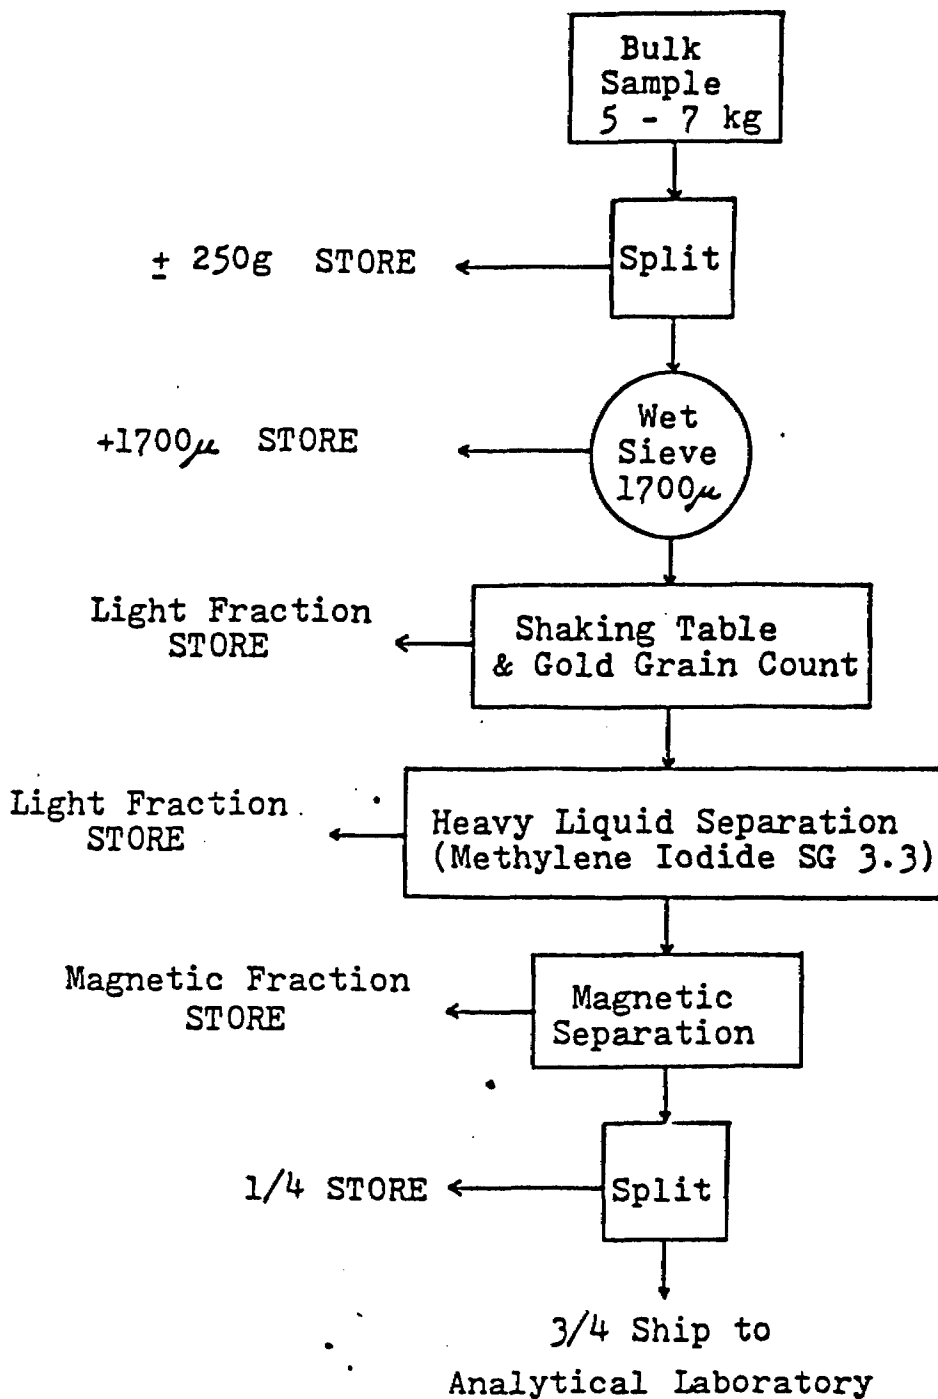 Bulk
Sample
5 - 7 kg
± 250g STORE
Split
+1700μ STORE
Wet
Sieve
1700μ
Light Fraction
STORE
Shaking Table
& Gold Grain Count
Light Fraction
STORE
Heavy Liquid Separation
(Methylene Iodide SG 3.3)
Magnetic Fraction
STORE
Magnetic
Separation
1/4 STORE
Split
3/4 Ship to
Analytical Laboratory